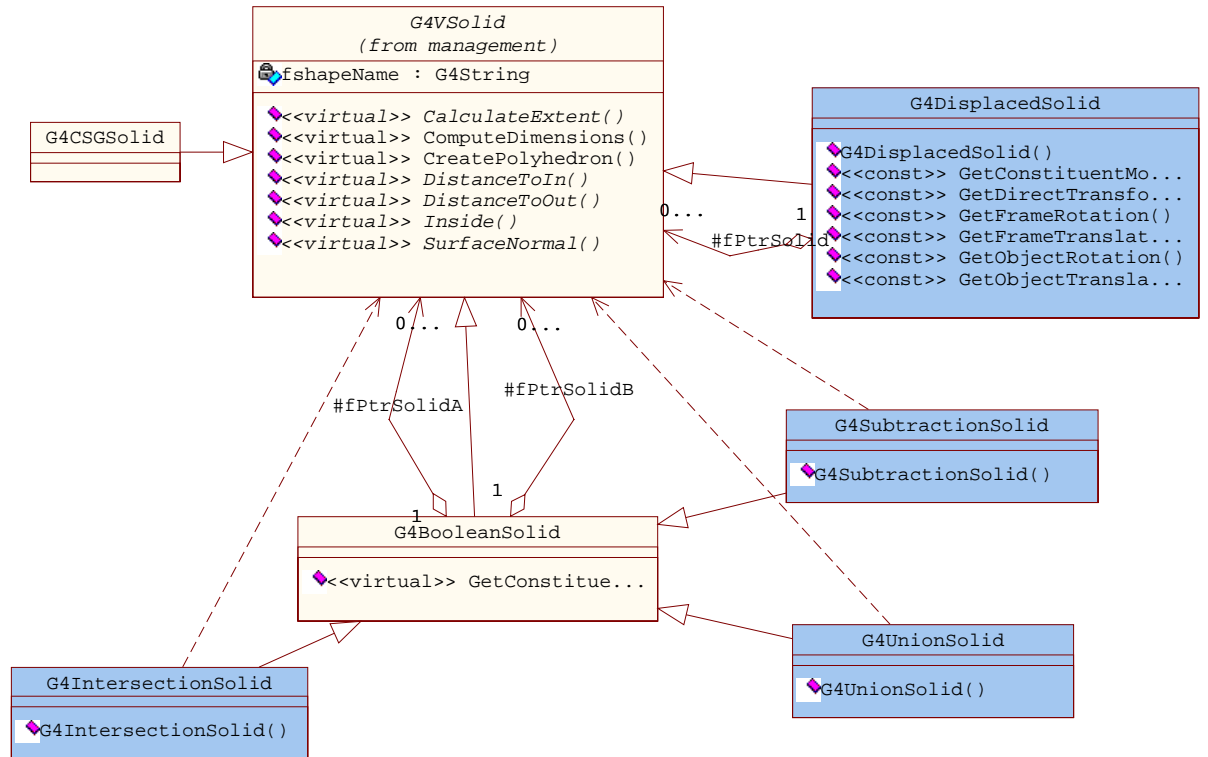 G4VSolid
(from management)
fshapeName : G4String
<<virtual>> CalculateExtent()
<<virtual>> ComputeDimensions()
<<virtual>> CreatePolyhedron()
<<virtual>> DistanceToIn()
<<virtual>> DistanceToOut()
<<virtual>> Inside()
<<virtual>> SurfaceNormal()
G4CSGSolid
G4DisplacedSolid
G4DisplacedSolid()
<<const>> GetConstituentMo...
<<const>> GetDirectTransfo...
<<const>> GetFrameRotation()
<<const>> GetFrameTranslat...
<<const>> GetObjectRotation()
<<const>> GetObjectTransla...
0...
1
#fPtrSolid
0...
0...
#fPtrSolidA
#fPtrSolidB
1
1
G4SubtractionSolid
G4SubtractionSolid()
G4BooleanSolid
<<virtual>> GetConstitue...
G4UnionSolid
G4UnionSolid()
G4IntersectionSolid
G4IntersectionSolid()